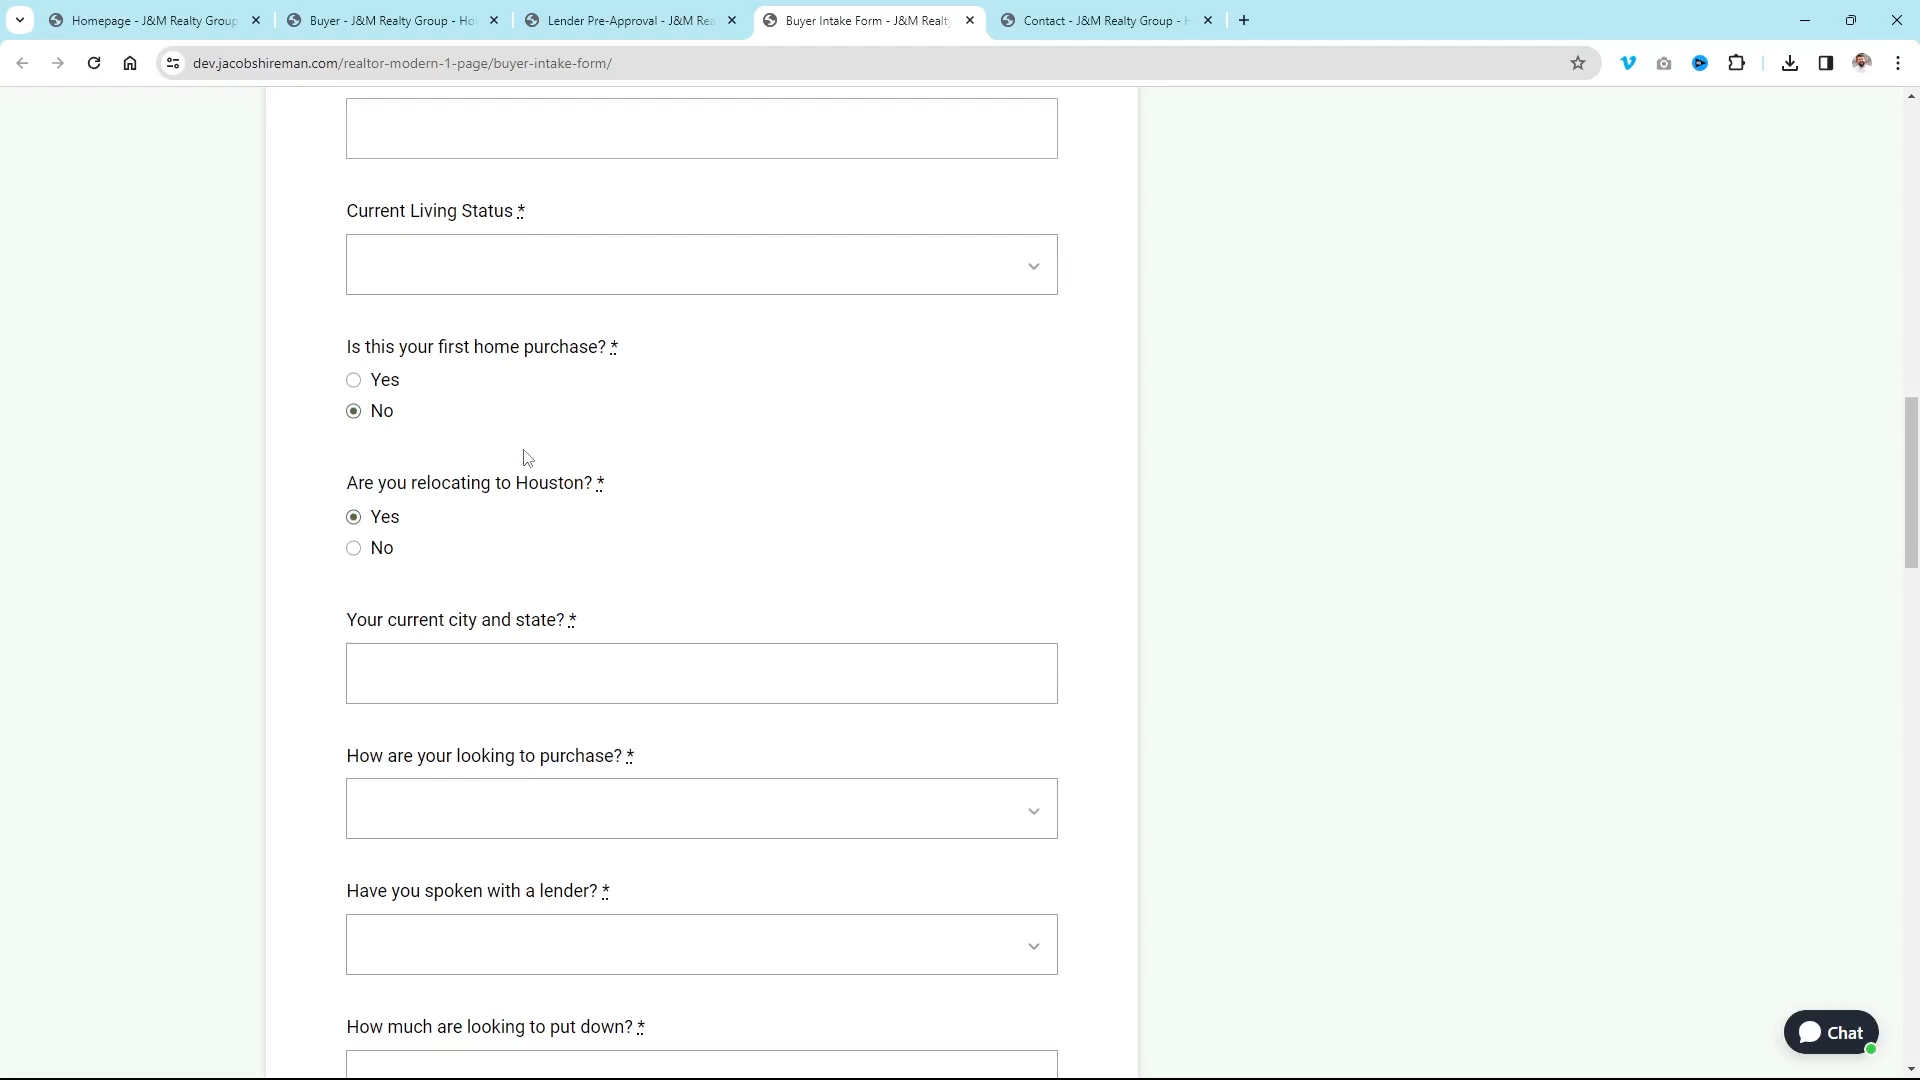 Homepage - J&M Realty Group
Buyer - J&M Realty Group - Ho
Lender Pre-Approval - J&M Rea
Buyer Intake Form - J&M Realty
Contact - J&M Realty Group - H
dev.jacobshireman.com/realtor-modern-1-page/buyer-intake-form/
Current Living Status *
Is this your first home purchase? *
Yes
No
Are you relocating to Houston? *
Yes
No
Your current city and state? *
How are your looking to purchase? *
Have you spoken with a lender? *
How much are looking to put down? *
Chat